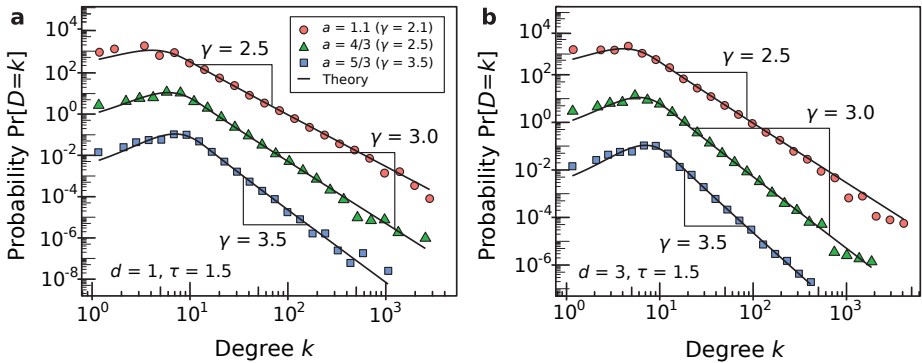 a
Probability Pr[D=k]
10^4
10^2
10^0
10^-2
10^-4
10^-6
10^-8
a = 1.1 (γ = 2.1)
a = 4/3 (γ = 2.5)
a = 5/3 (γ = 3.5)
Theory
γ = 2.5
γ = 3.0
γ = 3.5
d = 1, τ = 1.5
10^0 10^1 10^2 10^3
Degree k
b
Probability Pr[D=k]
10^4
10^2
10^0
10^-2
10^-4
10^-6
γ = 2.5
γ = 3.0
γ = 3.5
d = 3, τ = 1.5
10^0 10^1 10^2 10^3
Degree k